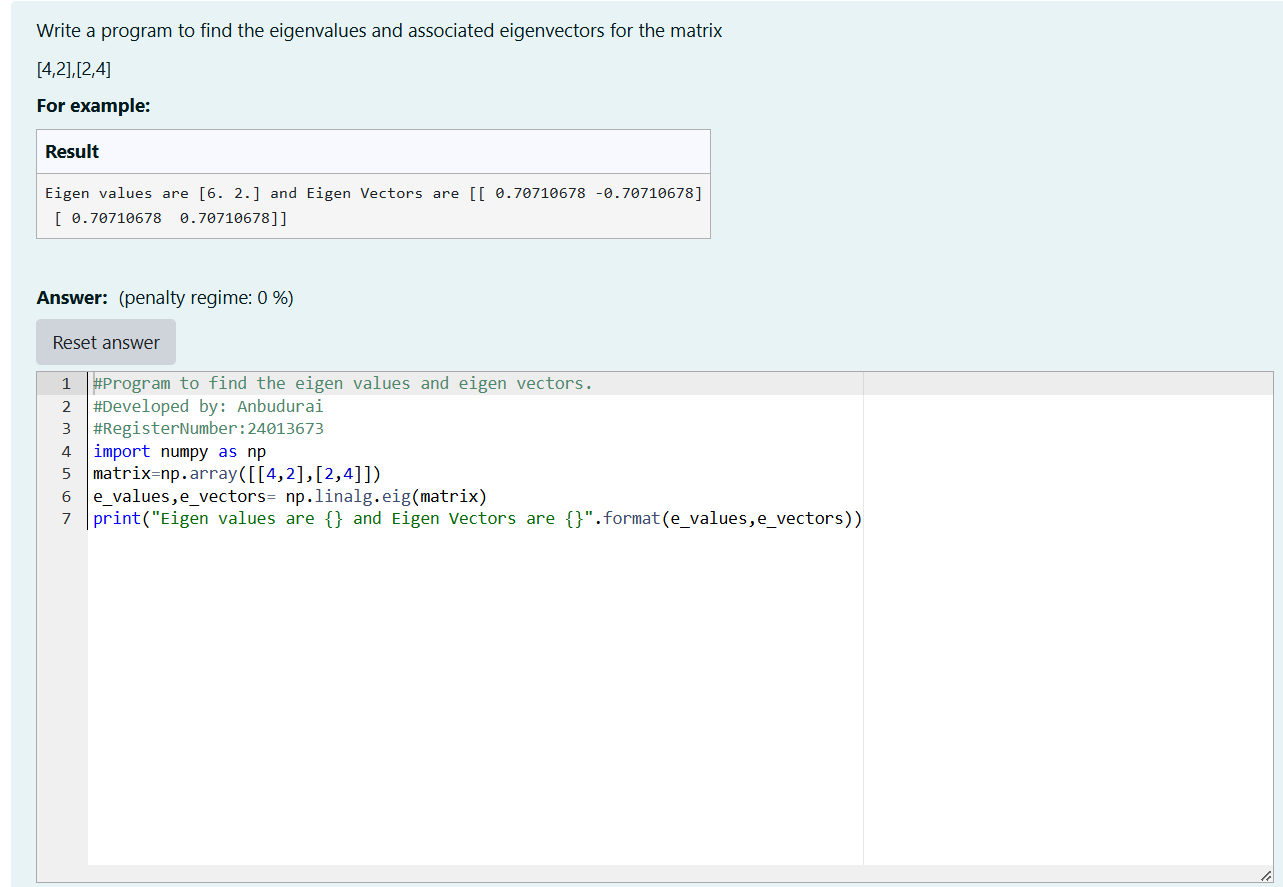 Write a program to find the eigenvalues and associated eigenvectors for the matrix
[4,2],[2,4]
For example:
Result
Eigen values are [6. 2.] and Eigen Vectors are [[ 0.70710678 -0.70710678]
 [ 0.70710678  0.70710678]]
Answer: (penalty regime: 0 %)
Reset answer
1 #Program to find the eigen values and eigen vectors.
2 #Developed by: Anbudurai
3 #RegisterNumber:24013673
4 import numpy as np
5 matrix=np.array([[4,2],[2,4]])
6 e_values,e_vectors= np.linalg.eig(matrix)
7 print("Eigen values are {} and Eigen Vectors are {}".format(e_values,e_vectors))